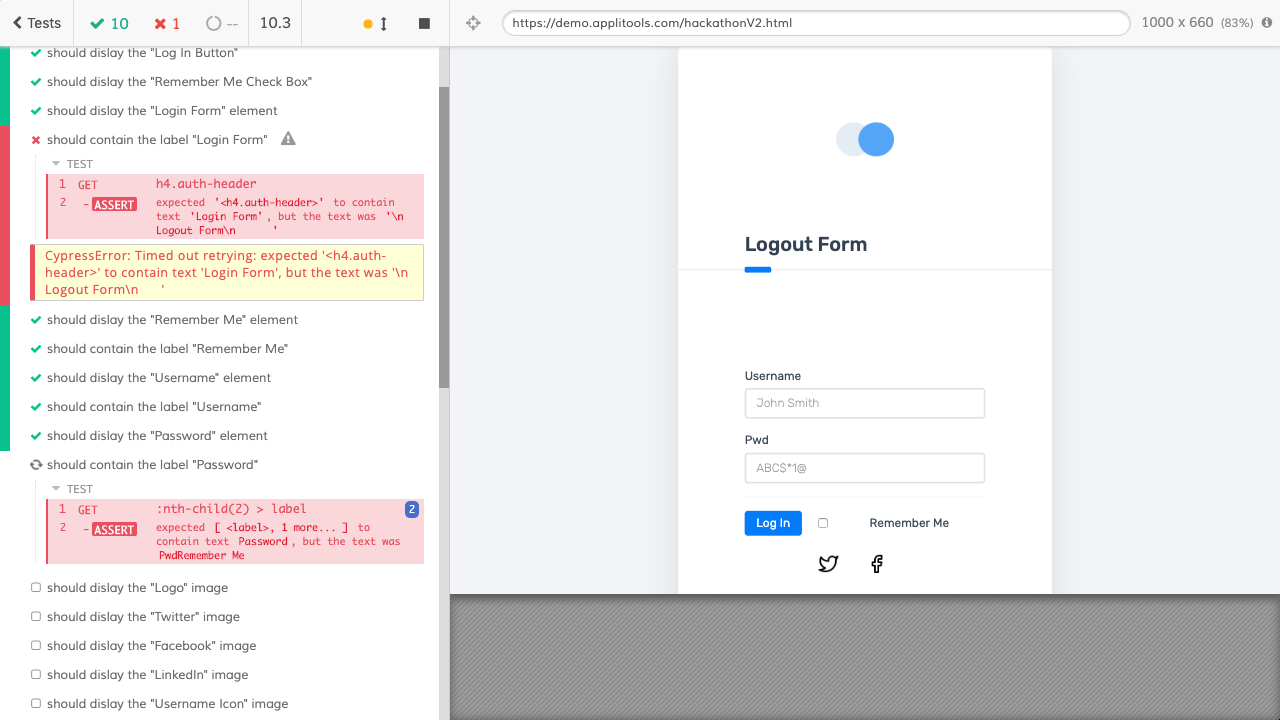 Tests 10 1 -- 10.3
https://demo.applitools.com/hackathonV2.html 1000 x 660 (83%)
should dislay the "Log In Button"
should dislay the "Remember Me Check Box"
should dislay the "Login Form" element
should contain the label "Login Form"
TEST
1 GET h4.auth-header
2 - ASSERT expected '<h4.auth-header>' to contain
text 'Login Form', but the text was '\n
Logout Form\n '
CypressError: Timed out retrying: expected '<h4.auth-
header>' to contain text 'Login Form', but the text was '\n
Logout Form\n '
should dislay the "Remember Me" element
should contain the label "Remember Me"
should dislay the "Username" element
should contain the label "Username"
should dislay the "Password" element
should contain the label "Password"
TEST
1 GET :nth-child(2) > label 2
2 - ASSERT expected [ <label>, 1 more... ] to
contain text Password, but the text was
PwdRemember Me
should dislay the "Logo" image
should dislay the "Twitter" image
should dislay the "Facebook" image
should dislay the "LinkedIn" image
should dislay the "Username Icon" image
Logout Form
Username
John Smith
Pwd
ABC$*1@
Log In Remember Me